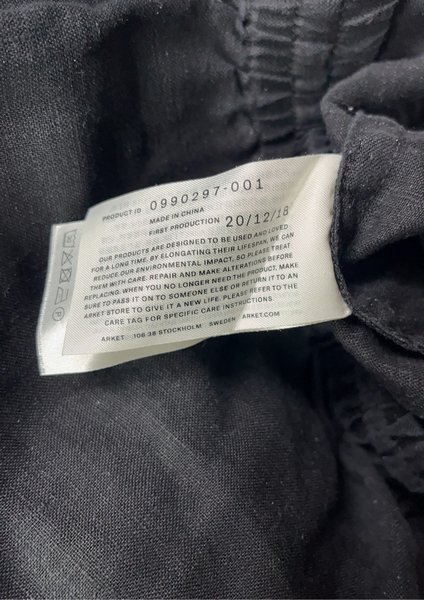 PRODUCT ID 0990297-001
MADE IN CHINA
FIRST PRODUCTION 20/12/18
OUR PRODUCTS ARE DESIGNED TO BE USED AND LOVED
FOR A LONG TIME. BY ELONGATING THEIR LIFESPAN, WE CAN
REDUCE OUR ENVIRONMENTAL IMPACT, SO PLEASE TREAT
THEM WITH CARE. REPAIR AND MAKE ALTERATIONS BEFORE
REPLACING. WHEN YOU NO LONGER NEED THE PRODUCT, MAKE
SURE TO PASS IT ON TO SOMEONE ELSE OR RETURN IT TO AN
ARKET STORE TO GIVE IT A NEW LIFE. PLEASE REFER TO THE
CARE TAG FOR SPECIFIC CARE INSTRUCTIONS.
ARKET 106 38 STOCKHOLM SWEDEN ARKET.COM